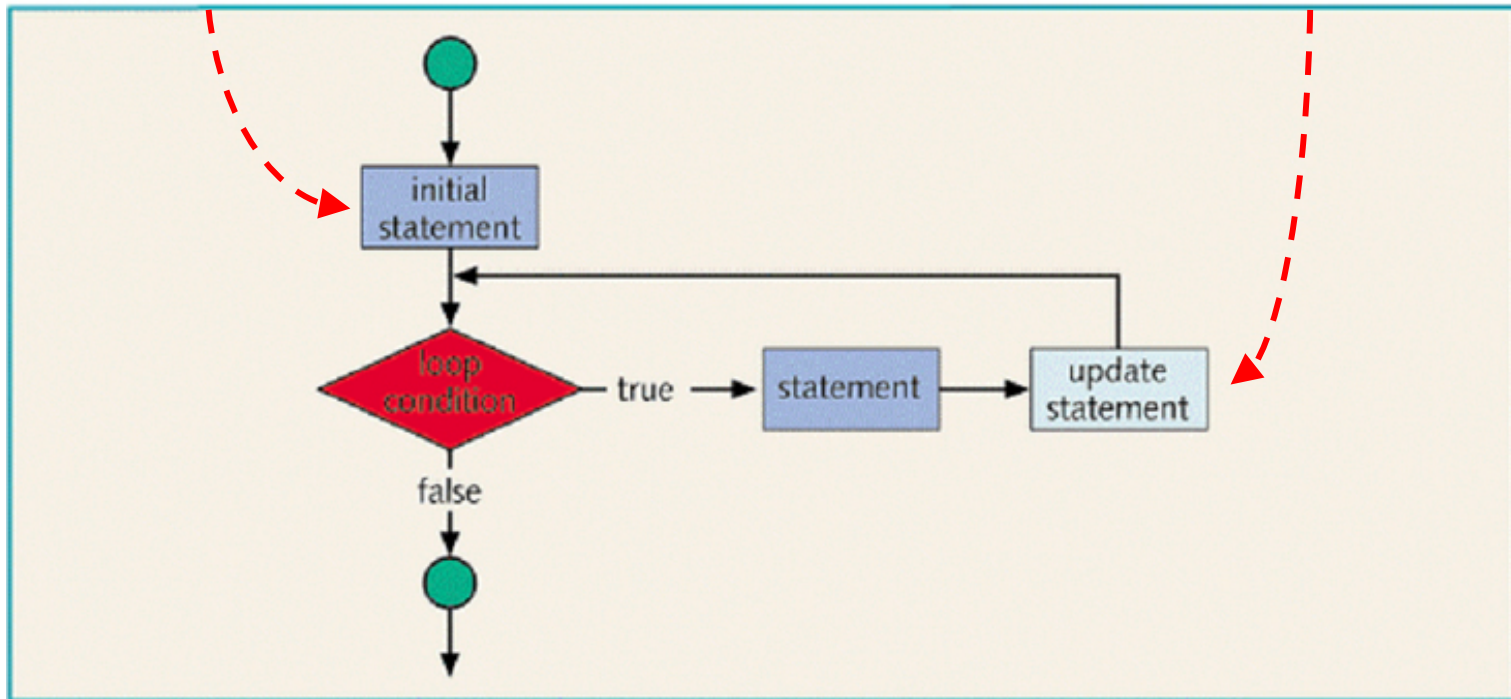 initial
statement
loop
condition
true
statement
update
statement
false